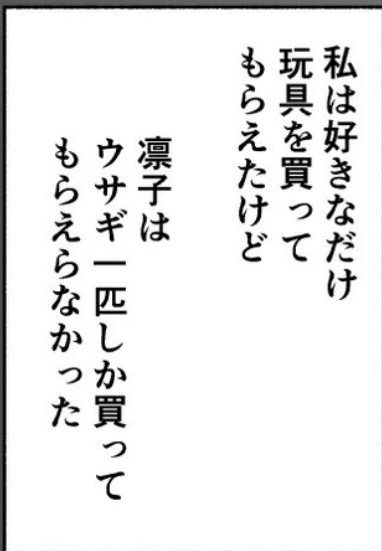 私は好きなだけ
玩具を買って
もらえたけど
凛子は
ウサギ一匹しか買って
もらえらなかった